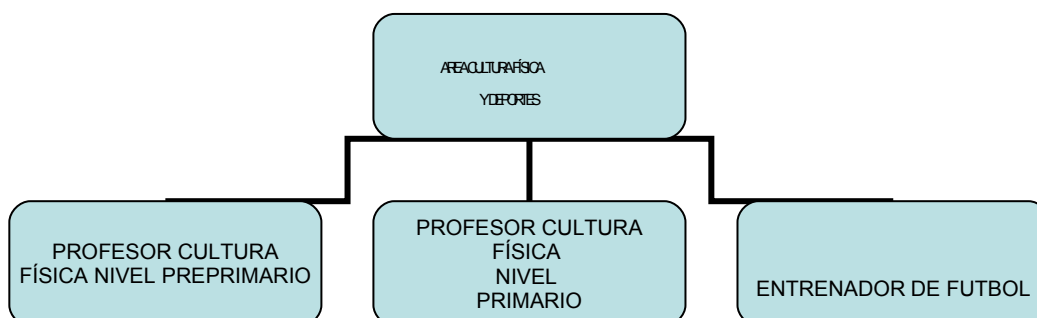 AREA CULTURA FÍSICA
Y DEPORTES
PROFESOR CULTURA
FÍSICA NIVEL PREPRIMARIO
PROFESOR CULTURA
FÍSICA
NIVEL
PRIMARIO
ENTRENADOR DE FUTBOL